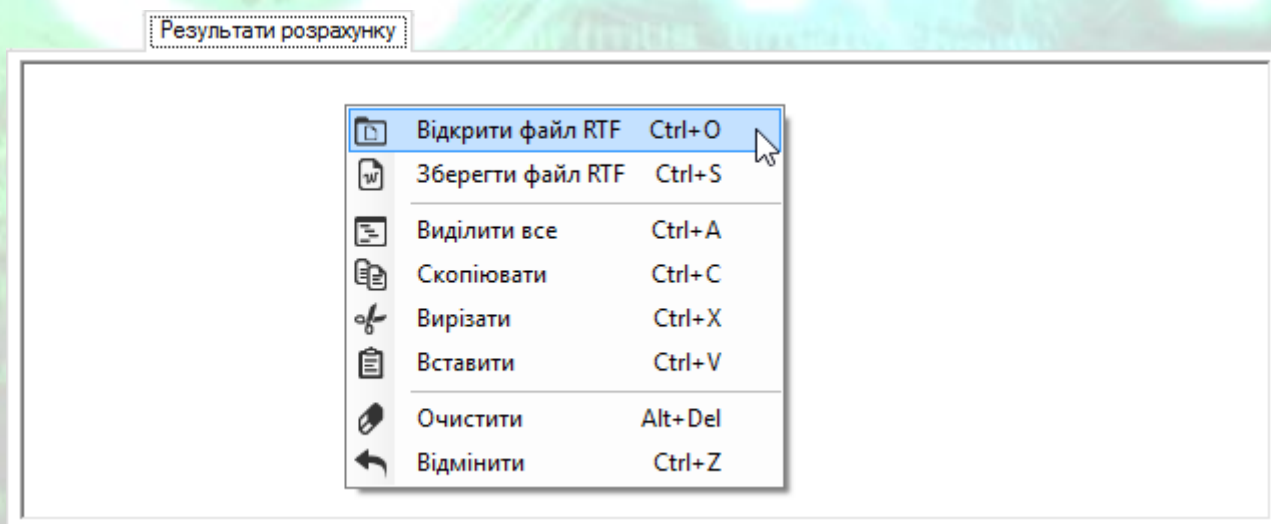 Результати розрахунку
Відкрити файл RTF Ctrl+O
Зберегти файл RTF Ctrl+S
Виділити все Ctrl+A
Скопіювати Ctrl+C
Вирізати Ctrl+X
Вставити Ctrl+V
Очистити Alt+Del
Відмінити Ctrl+Z